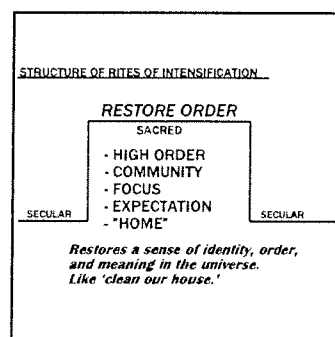 STRUCTURE OF RITES OF INTENSIFICATION
RESTORE ORDER
SACRED
- HIGH ORDER
- COMMUNITY
- FOCUS
- EXPECTATION
- "HOME"
SECULAR
SECULAR
Restores a sense of identity, order,
and meaning in the universe.
Like 'clean our house.'